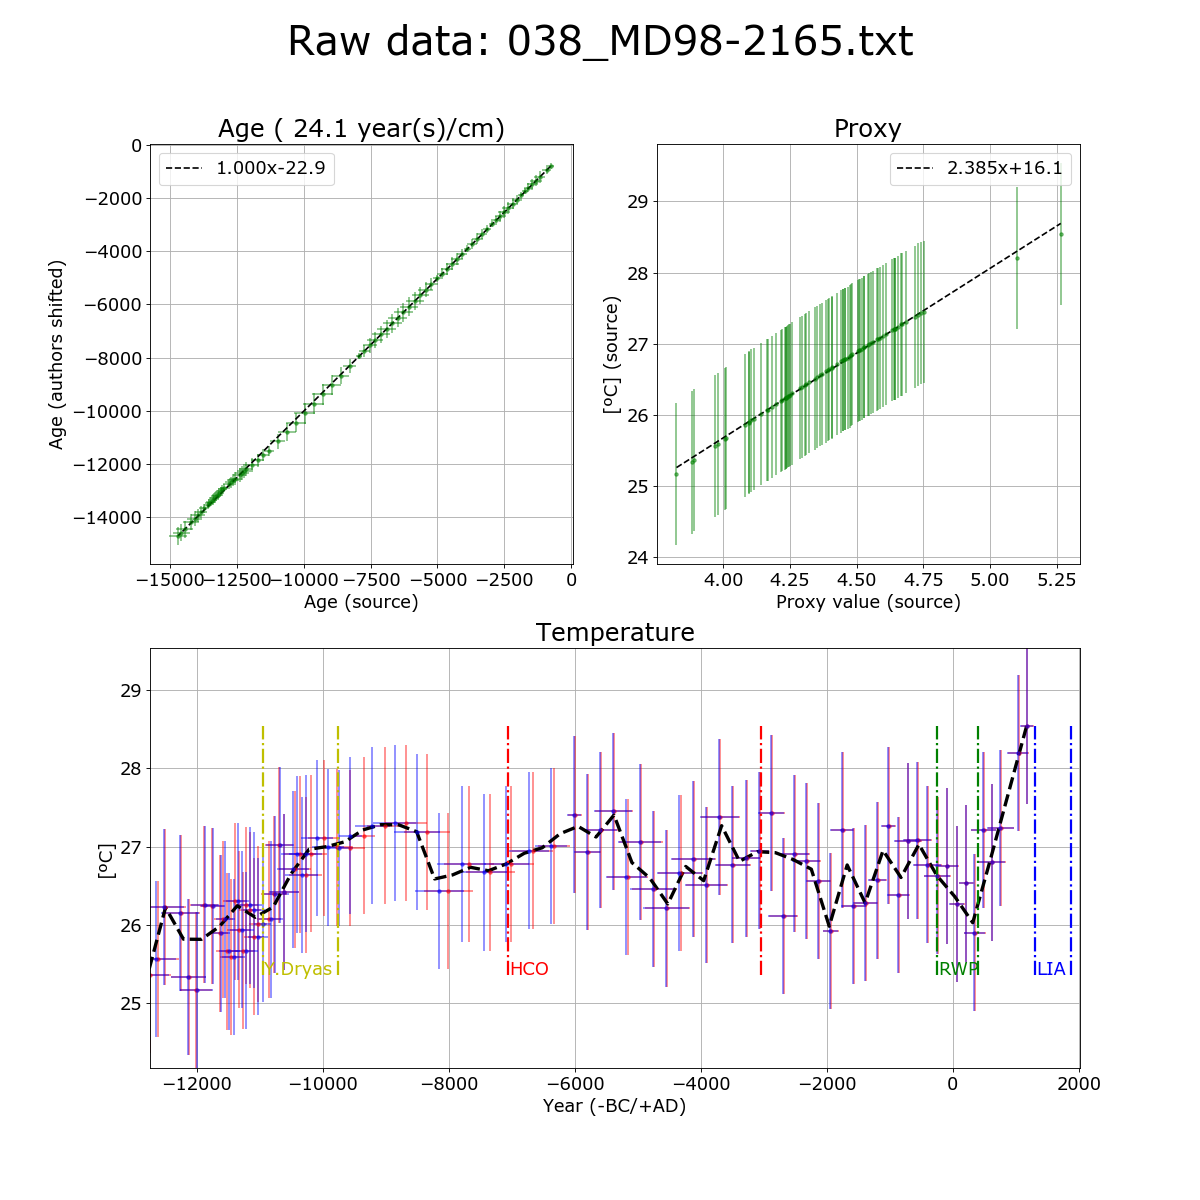 Raw data: 038_MD98-2165.txt
Age ( 24.1 year(s)/cm)
1.000x-22.9
0
−2000
−4000
−6000
−8000
−10000
−12000
−14000
Age (authors shifted)
−15000 −12500 −10000 −7500 −5000 −2500 0
Age (source)
Proxy
2.385x+16.1
29
28
27
26
25
24
[ºC] (source)
4.00 4.25 4.50 4.75 5.00 5.25
Proxy value (source)
Temperature
29
28
27
26
25
[ºC]
Y.Dryas HCO RWP LIA
−12000 −10000 −8000 −6000 −4000 −2000 0 2000
Year (-BC/+AD)